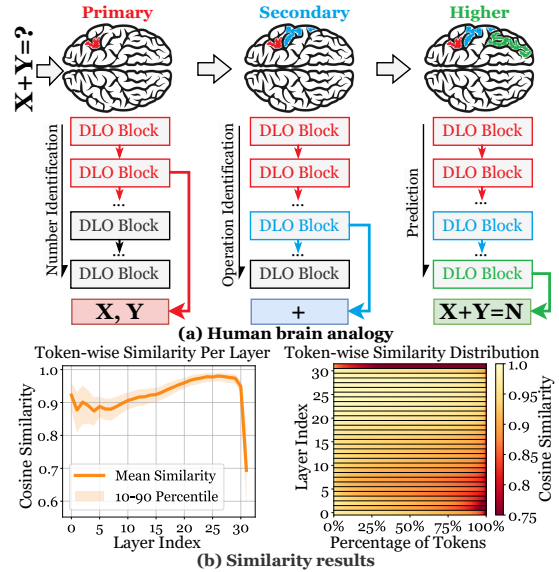 Primary
Secondary
Higher
X+Y=?
Number Identification
DLO Block
DLO Block
...
DLO Block
...
DLO Block
X, Y
Operation Identification
DLO Block
DLO Block
...
DLO Block
...
DLO Block
+
Prediction
DLO Block
DLO Block
...
DLO Block
...
DLO Block
X+Y=N
(a) Human brain analogy
Token-wise Similarity Per Layer
Cosine Similarity
1.0
0.9
0.8
0.7
0.6
Mean Similarity
10-90 Percentile
0 5 10 15 20 25 30
Layer Index
Token-wise Similarity Distribution
Layer Index
30
25
20
15
10
5
0
0% 25% 50% 75% 100%
Percentage of Tokens
1.00
0.95
0.90
0.85
0.80
0.75
Cosine Similarity
(b) Similarity results